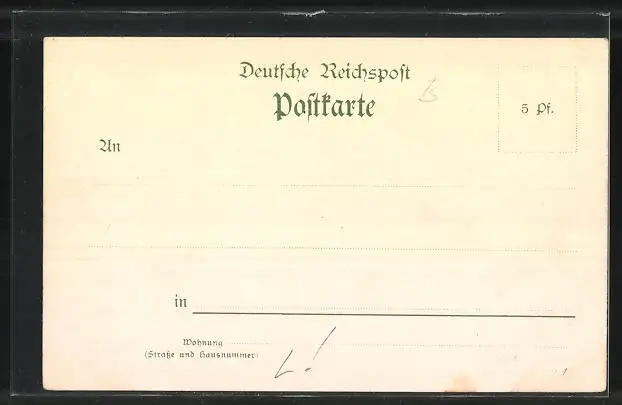 Deutsche Reichspost
Postkarte
5 Pf.
An
in
Wohnung
(Straße und Hausnummer)